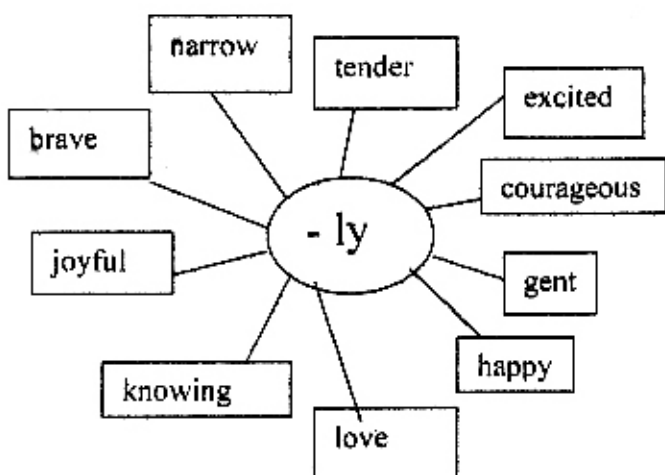 narrow
tender
excited
brave
courageous
- ly
joyful
gent
happy
knowing
love